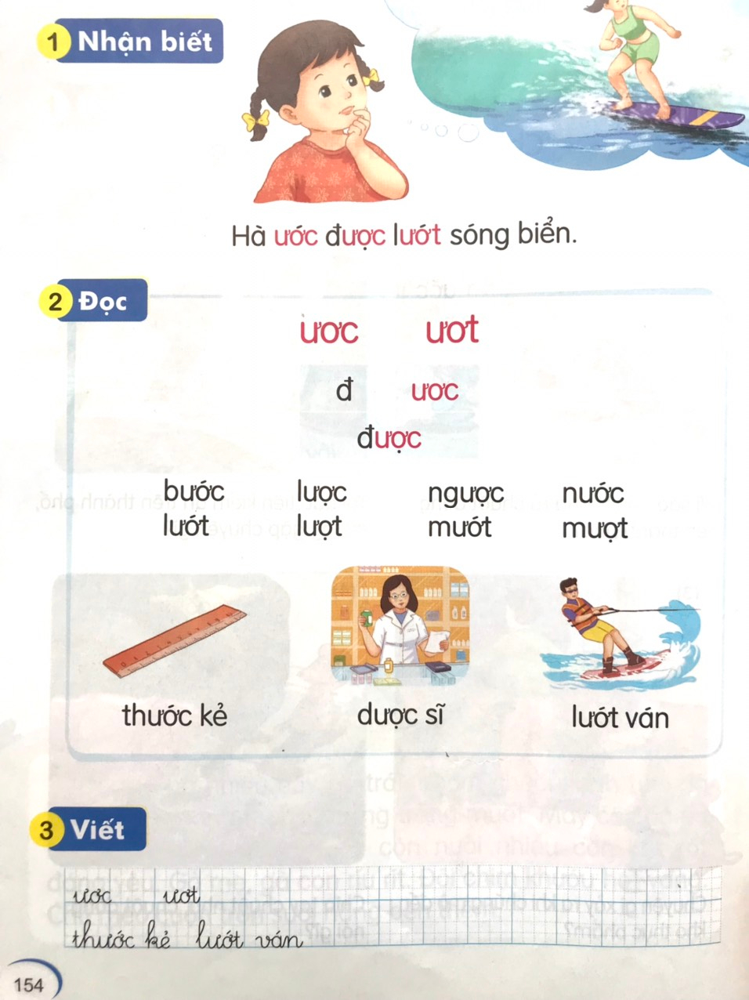 1 Nhận biết
Hà ước được lướt sóng biển.
2 Đọc
ươc ươt
đ ươc
được
bước lược ngược nước
lướt lượt mướt mượt
thước kẻ dược sĩ lướt ván
3 Viết
ươc ươt
thước kẻ lướt ván
154